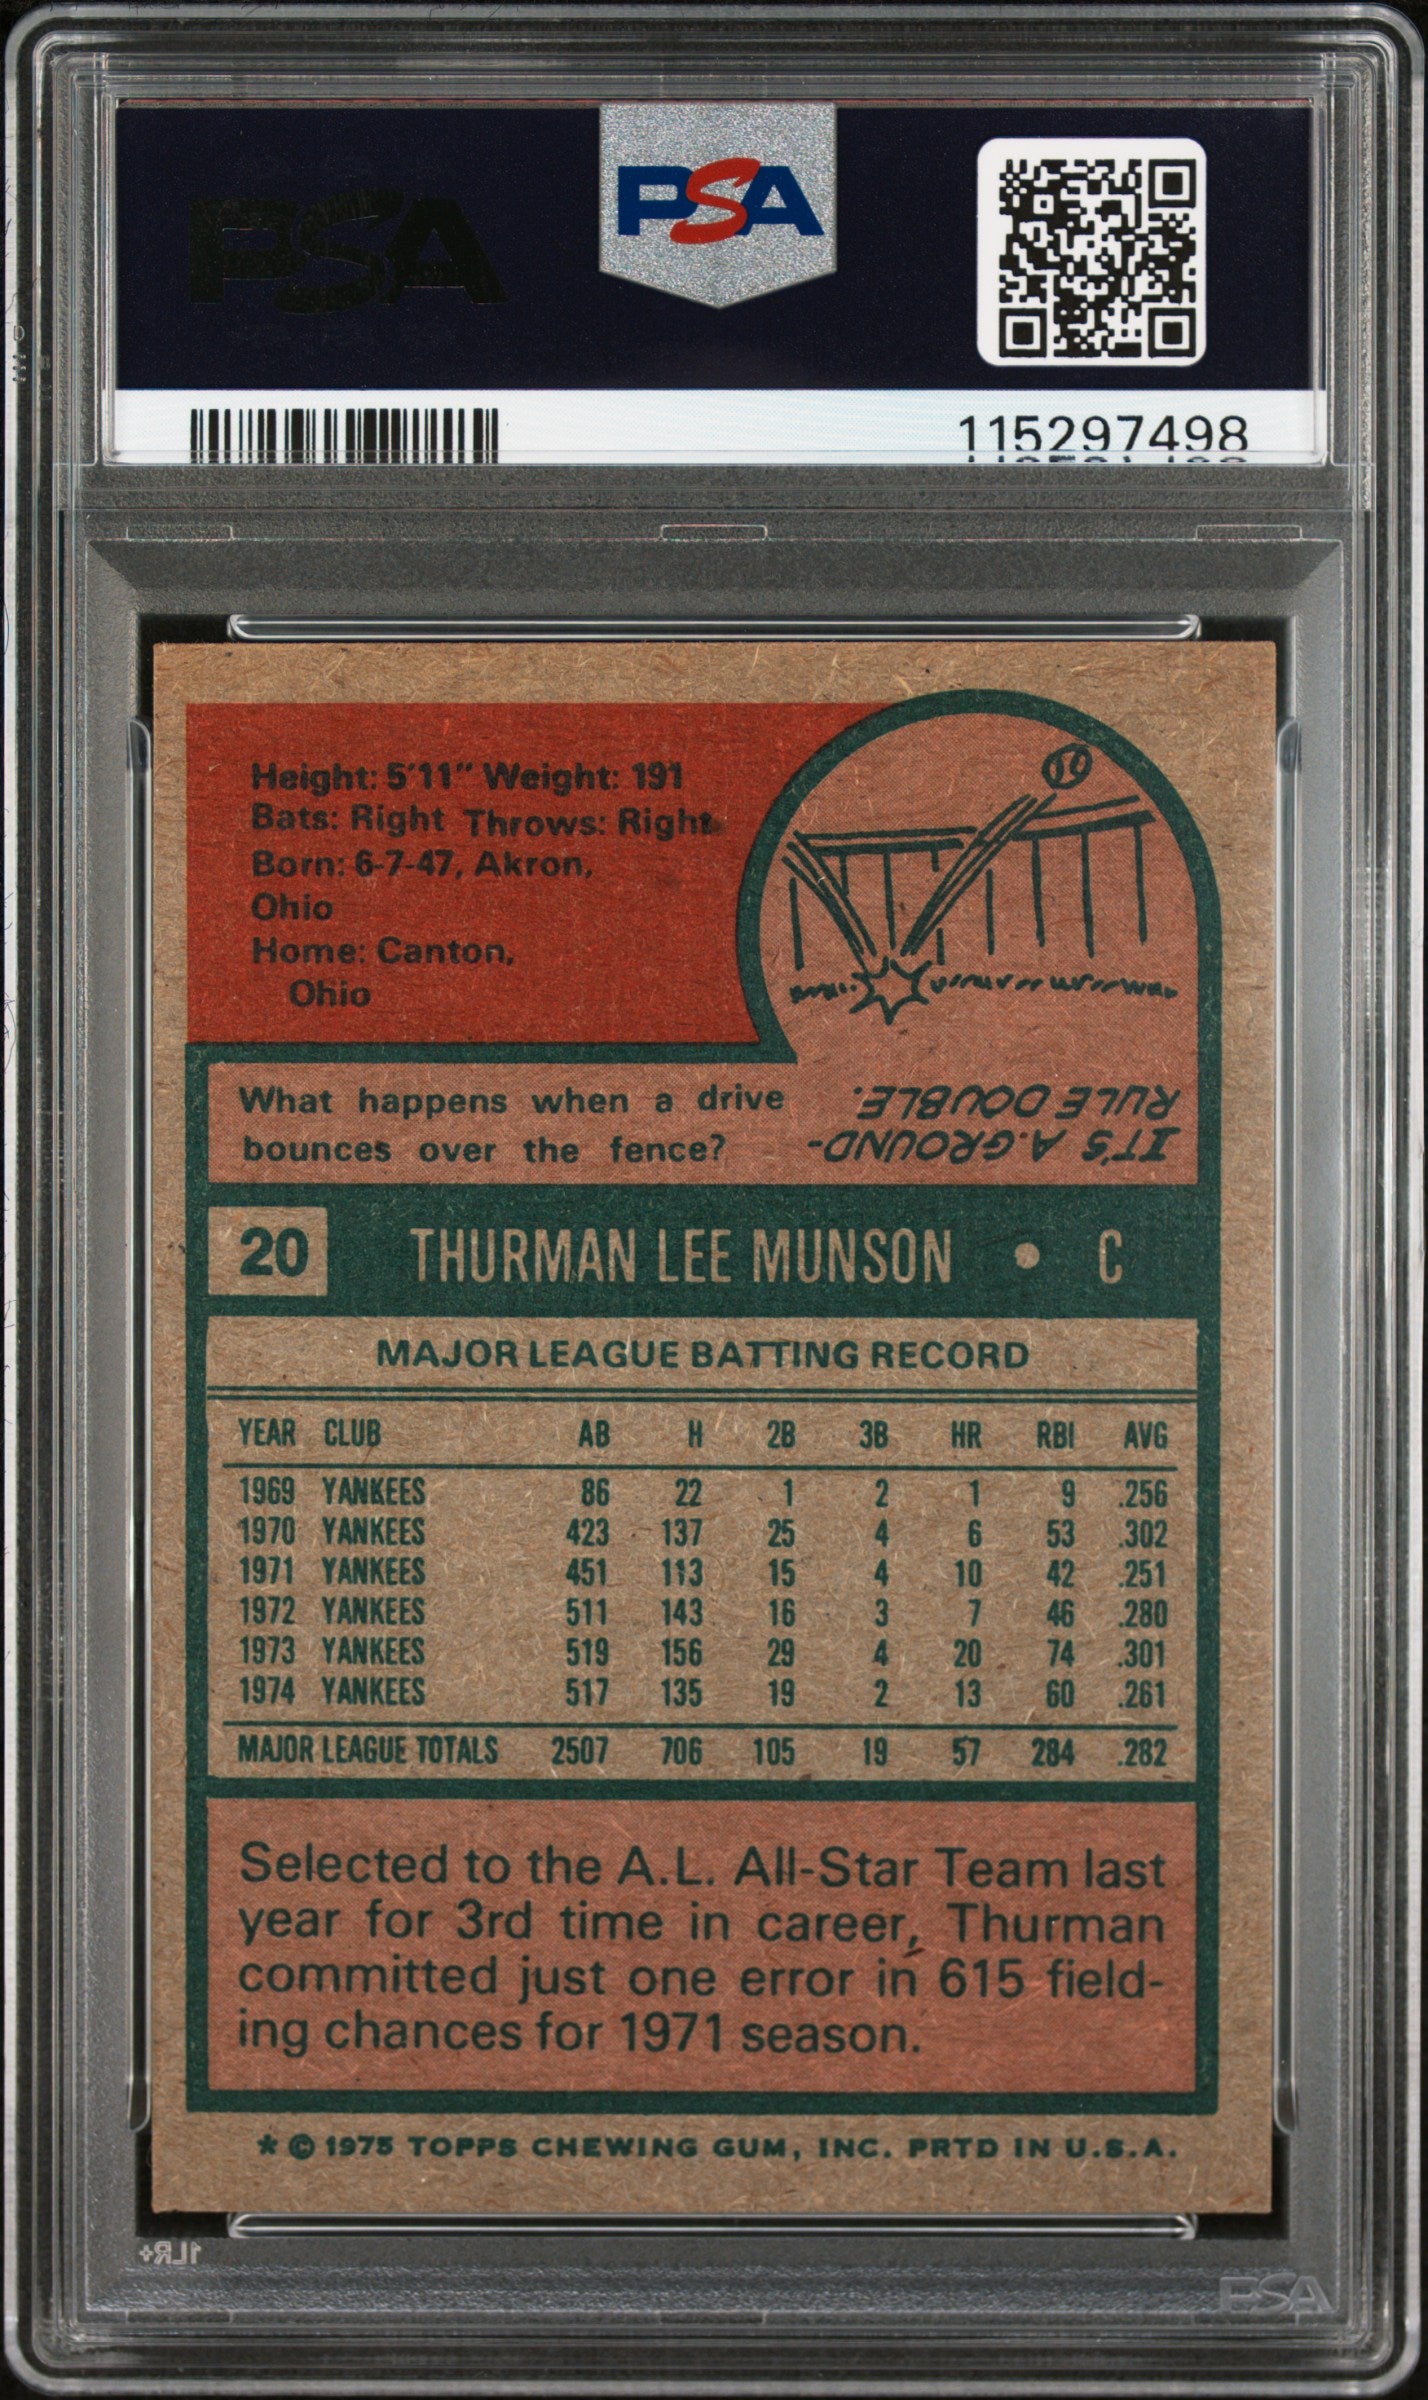 PSA
PSA
115297498
Height: 5'11" Weight: 191
Bats: Right Throws: Right
Born: 6-7-47, Akron,
Ohio
Home: Canton,
Ohio
What happens when a drive
bounces over the fence?
IT'S A GROUND-
RULE DOUBLE.
20 THURMAN LEE MUNSON • C
MAJOR LEAGUE BATTING RECORD
YEAR CLUB AB H 2B 3B HR RBI AVG
1969 YANKEES 86 22 1 2 1 9 .256
1970 YANKEES 423 137 25 4 6 53 .302
1971 YANKEES 451 113 15 4 10 42 .251
1972 YANKEES 511 143 16 3 7 46 .280
1973 YANKEES 519 156 29 4 20 74 .301
1974 YANKEES 517 135 19 2 13 60 .261
MAJOR LEAGUE TOTALS 2507 706 105 19 57 284 .282
Selected to the A.L. All-Star Team last
year for 3rd time in career, Thurman
committed just one error in 615 field-
ing chances for 1971 season.
* © 1975 TOPPS CHEWING GUM, INC. PRTD IN U.S.A.
1LR+
PSA